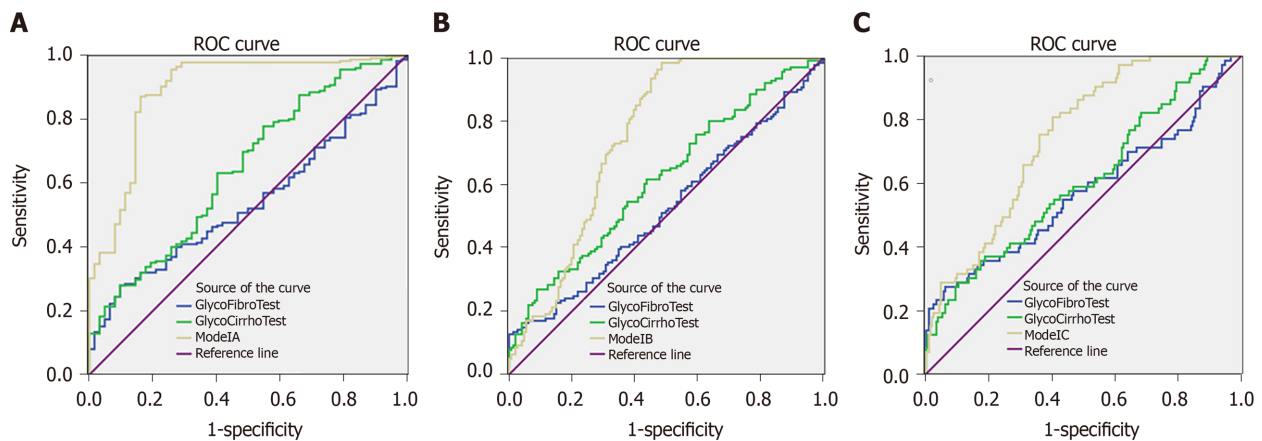 A
ROC curve
1.0
0.8
0.6
0.4
0.2
0.0
Sensitivity
Source of the curve
GlycoFibroTest
GlycoCirrhoTest
ModelA
Reference line
0.0 0.2 0.4 0.6 0.8 1.0
1-specificity
B
ROC curve
1.0
0.8
0.6
0.4
0.2
0.0
Sensitivity
Source of the curve
GlycoFibroTest
GlycoCirrhoTest
ModelB
Reference line
0.0 0.2 0.4 0.6 0.8 1.0
1-specificity
C
ROC curve
1.0
0.8
0.6
0.4
0.2
0.0
Sensitivity
Source of the curve
GlycoFibroTest
GlycoCirrhoTest
ModelC
Reference line
0.0 0.2 0.4 0.6 0.8 1.0
1-specificity